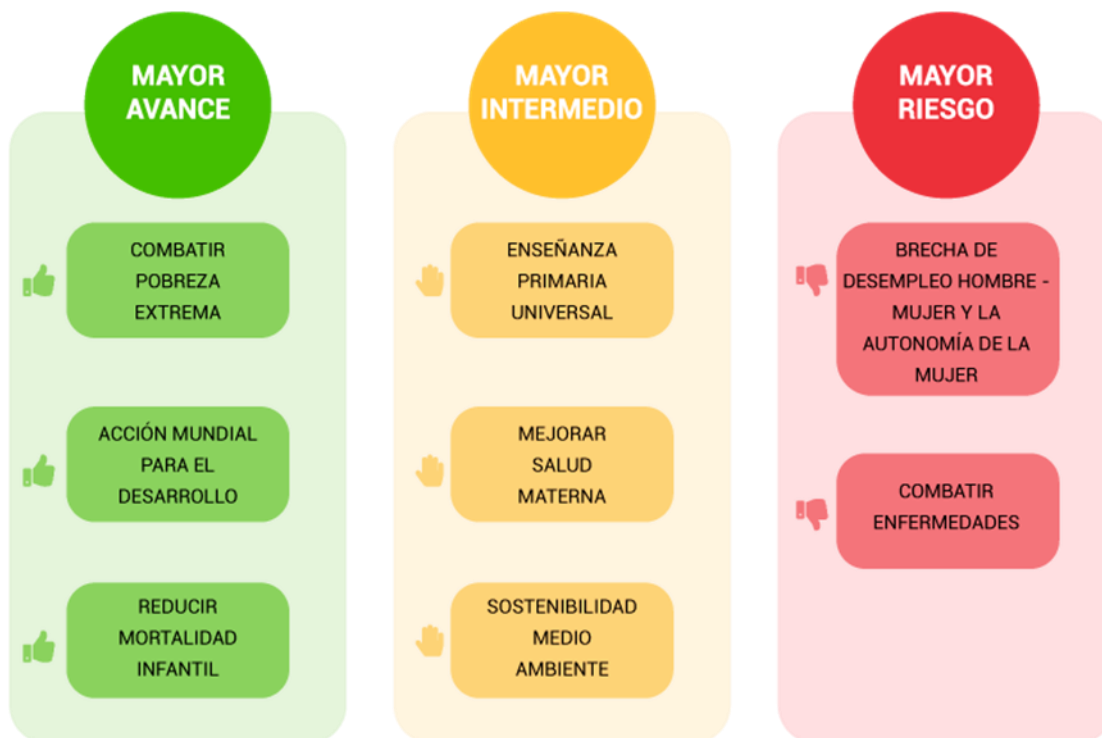 MAYOR
AVANCE
COMBATIR
POBREZA
EXTREMA
ACCIÓN MUNDIAL
PARA EL
DESARROLLO
REDUCIR
MORTALIDAD
INFANTIL
MAYOR
INTERMEDIO
ENSEÑANZA
PRIMARIA
UNIVERSAL
MEJORAR
SALUD
MATERNA
SOSTENIBILIDAD
MEDIO
AMBIENTE
MAYOR
RIESGO
BRECHA DE
DESEMPLEO HOMBRE -
MUJER Y LA
AUTONOMÍA DE LA
MUJER
COMBATIR
ENFERMEDADES